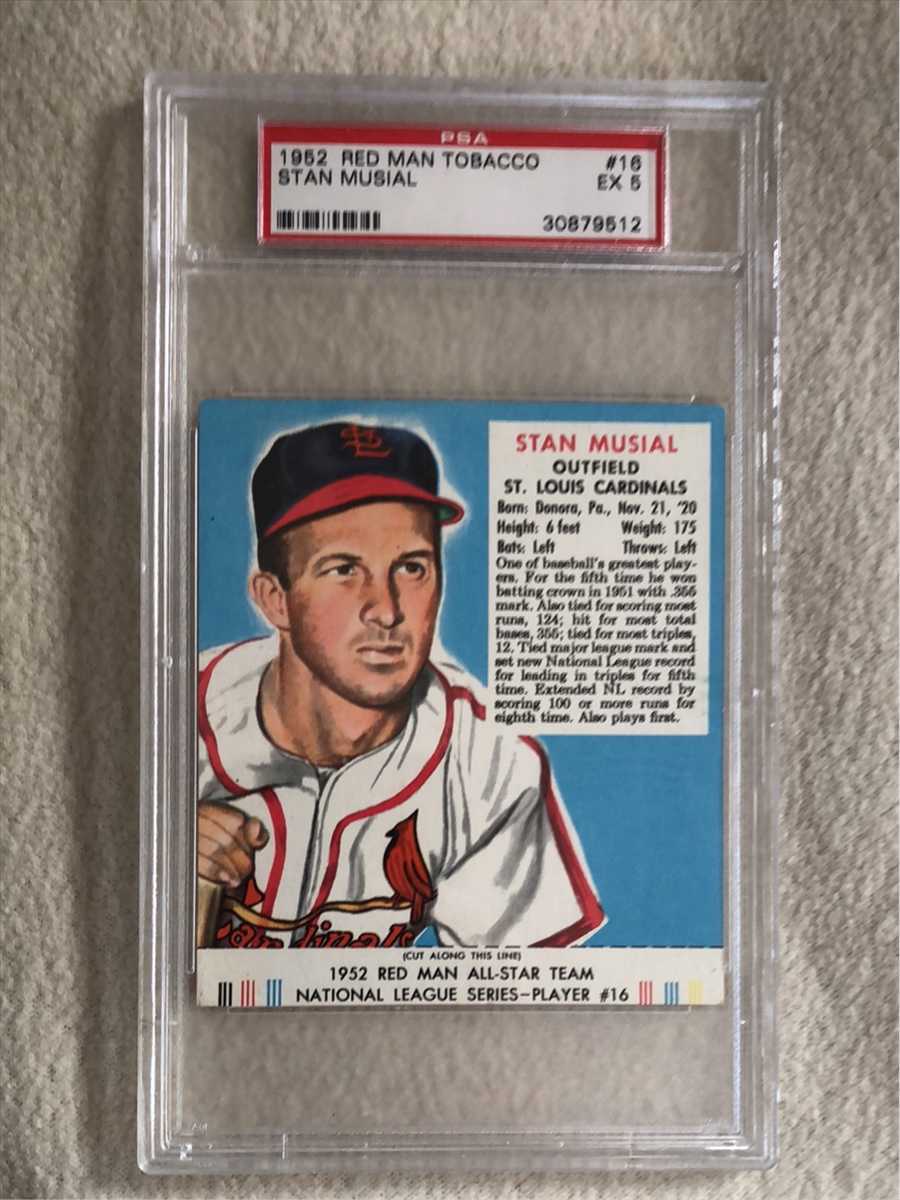 PSA
1952 RED MAN TOBACCO #16
STAN MUSIAL EX 5
30879512
STL
STAN MUSIAL
OUTFIELD
ST. LOUIS CARDINALS
Born: Donora, Pa., Nov. 21, '20
Height: 6 feet Weight: 175
Bats: Left Throws: Left
One of baseball's greatest play-
ers. For the fifth time he won
batting crown in 1951 with .355
mark. Also tied for scoring most
runs, 124; hit for most total
bases, 355; tied for most triples,
12. Tied major league mark and
set new National League record
for leading in triples for fifth
time. Extended NL record by
scoring 100 or more runs for
eighth time. Also plays first.
Cardinals
(CUT ALONG THIS LINE)
1952 RED MAN ALL-STAR TEAM
NATIONAL LEAGUE SERIES–PLAYER #16